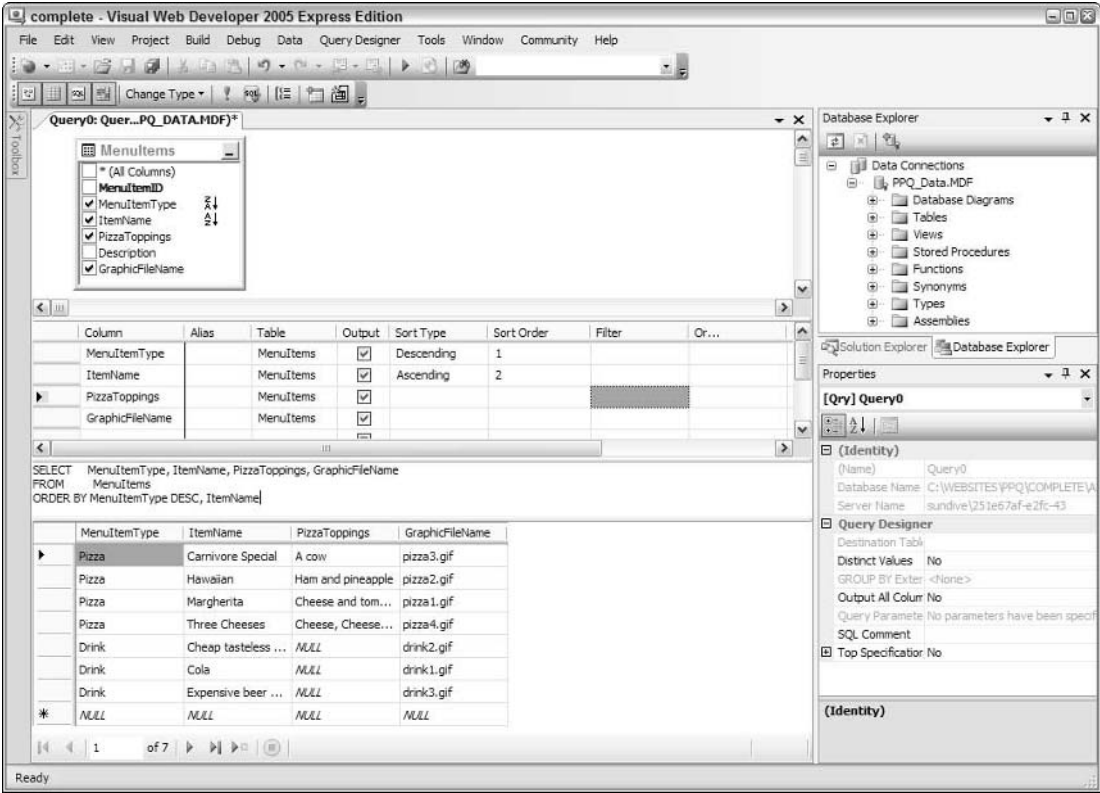 complete - Visual Web Developer 2005 Express Edition
File Edit View Project Build Debug Data Query Designer Tools Window Community Help
Change Type
Toolbox
Query0: Quer...PQ_DATA.MDF)*
MenuItems
* (All Columns)
MenuItemID
MenuItemType
ItemName
PizzaToppings
Description
GraphicFileName
Column Alias Table Output Sort Type Sort Order Filter Or...
MenuItemType MenuItems Descending 1
ItemName MenuItems Ascending 2
PizzaToppings MenuItems
GraphicFileName MenuItems
SELECT MenuItemType, ItemName, PizzaToppings, GraphicFileName
FROM MenuItems
ORDER BY MenuItemType DESC, ItemName
MenuItemType ItemName PizzaToppings GraphicFileName
Pizza Carnivore Special A cow pizza3.gif
Pizza Hawaiian Ham and pineapple pizza2.gif
Pizza Margherita Cheese and tom... pizza1.gif
Pizza Three Cheeses Cheese, Cheese... pizza4.gif
Drink Cheap tasteless ... NULL drink2.gif
Drink Cola NULL drink1.gif
Drink Expensive beer ... NULL drink3.gif
NULL NULL NULL NULL
1 of 7
Ready
Database Explorer
Data Connections
PPQ_Data.MDF
Database Diagrams
Tables
Views
Stored Procedures
Functions
Synonyms
Types
Assemblies
Solution Explorer Database Explorer
Properties
[Qry] Query0
(Identity)
(Name) Query0
Database Name C:\WEBSITES\PPQ\COMPLETE\A
Server Name sundive\251e67af-e2fc-43
Query Designer
Destination Tabl
Distinct Values No
GROUP BY Exter <None>
Output All Colum No
Query Paramete No parameters have been specif
SQL Comment
Top Specification No
(Identity)